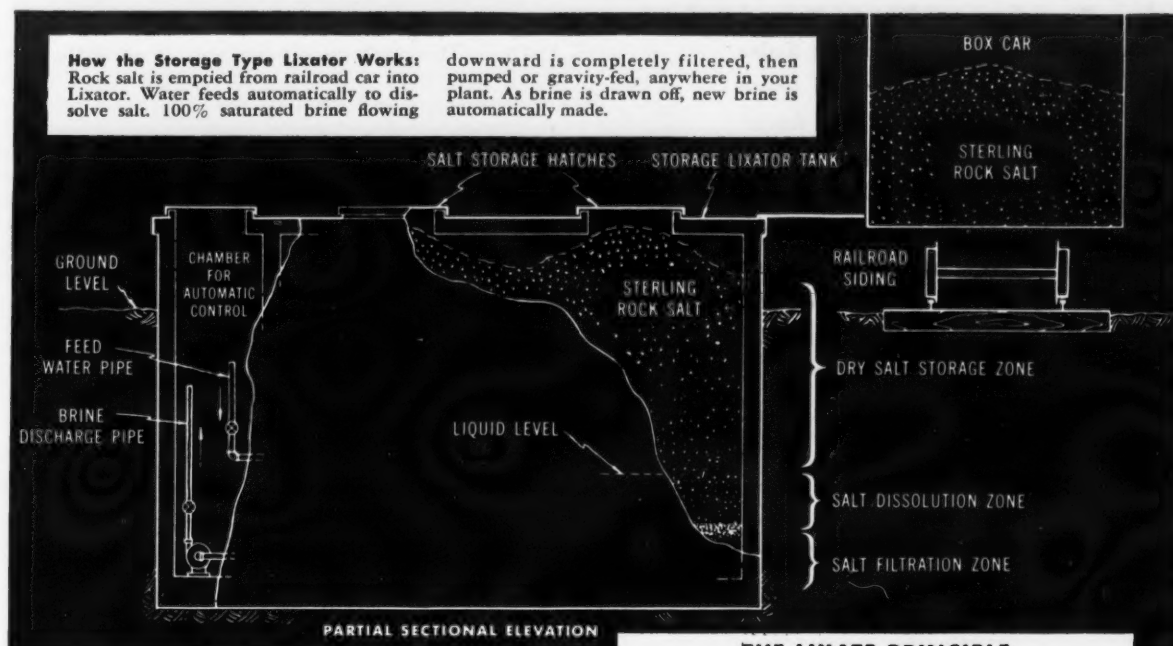 How the Storage Type Lixator Works:
Rock salt is emptied from railroad car into
Lixator. Water feeds automatically to dis-
solve salt. 100% saturated brine flowing
downward is completely filtered, then
pumped or gravity-fed, anywhere in your
plant. As brine is drawn off, new brine is
automatically made.
BOX CAR
STERLING
ROCK SALT
SALT STORAGE HATCHES
STORAGE LIXATOR TANK
GROUND
LEVEL
CHAMBER
FOR
AUTOMATIC
CONTROL
STERLING
ROCK SALT
RAILROAD
SIDING
FEED
WATER PIPE
DRY SALT STORAGE ZONE
BRINE
DISCHARGE PIPE
LIQUID LEVEL
SALT DISSOLUTION ZONE
SALT FILTRATION ZONE
PARTIAL SECTIONAL ELEVATION